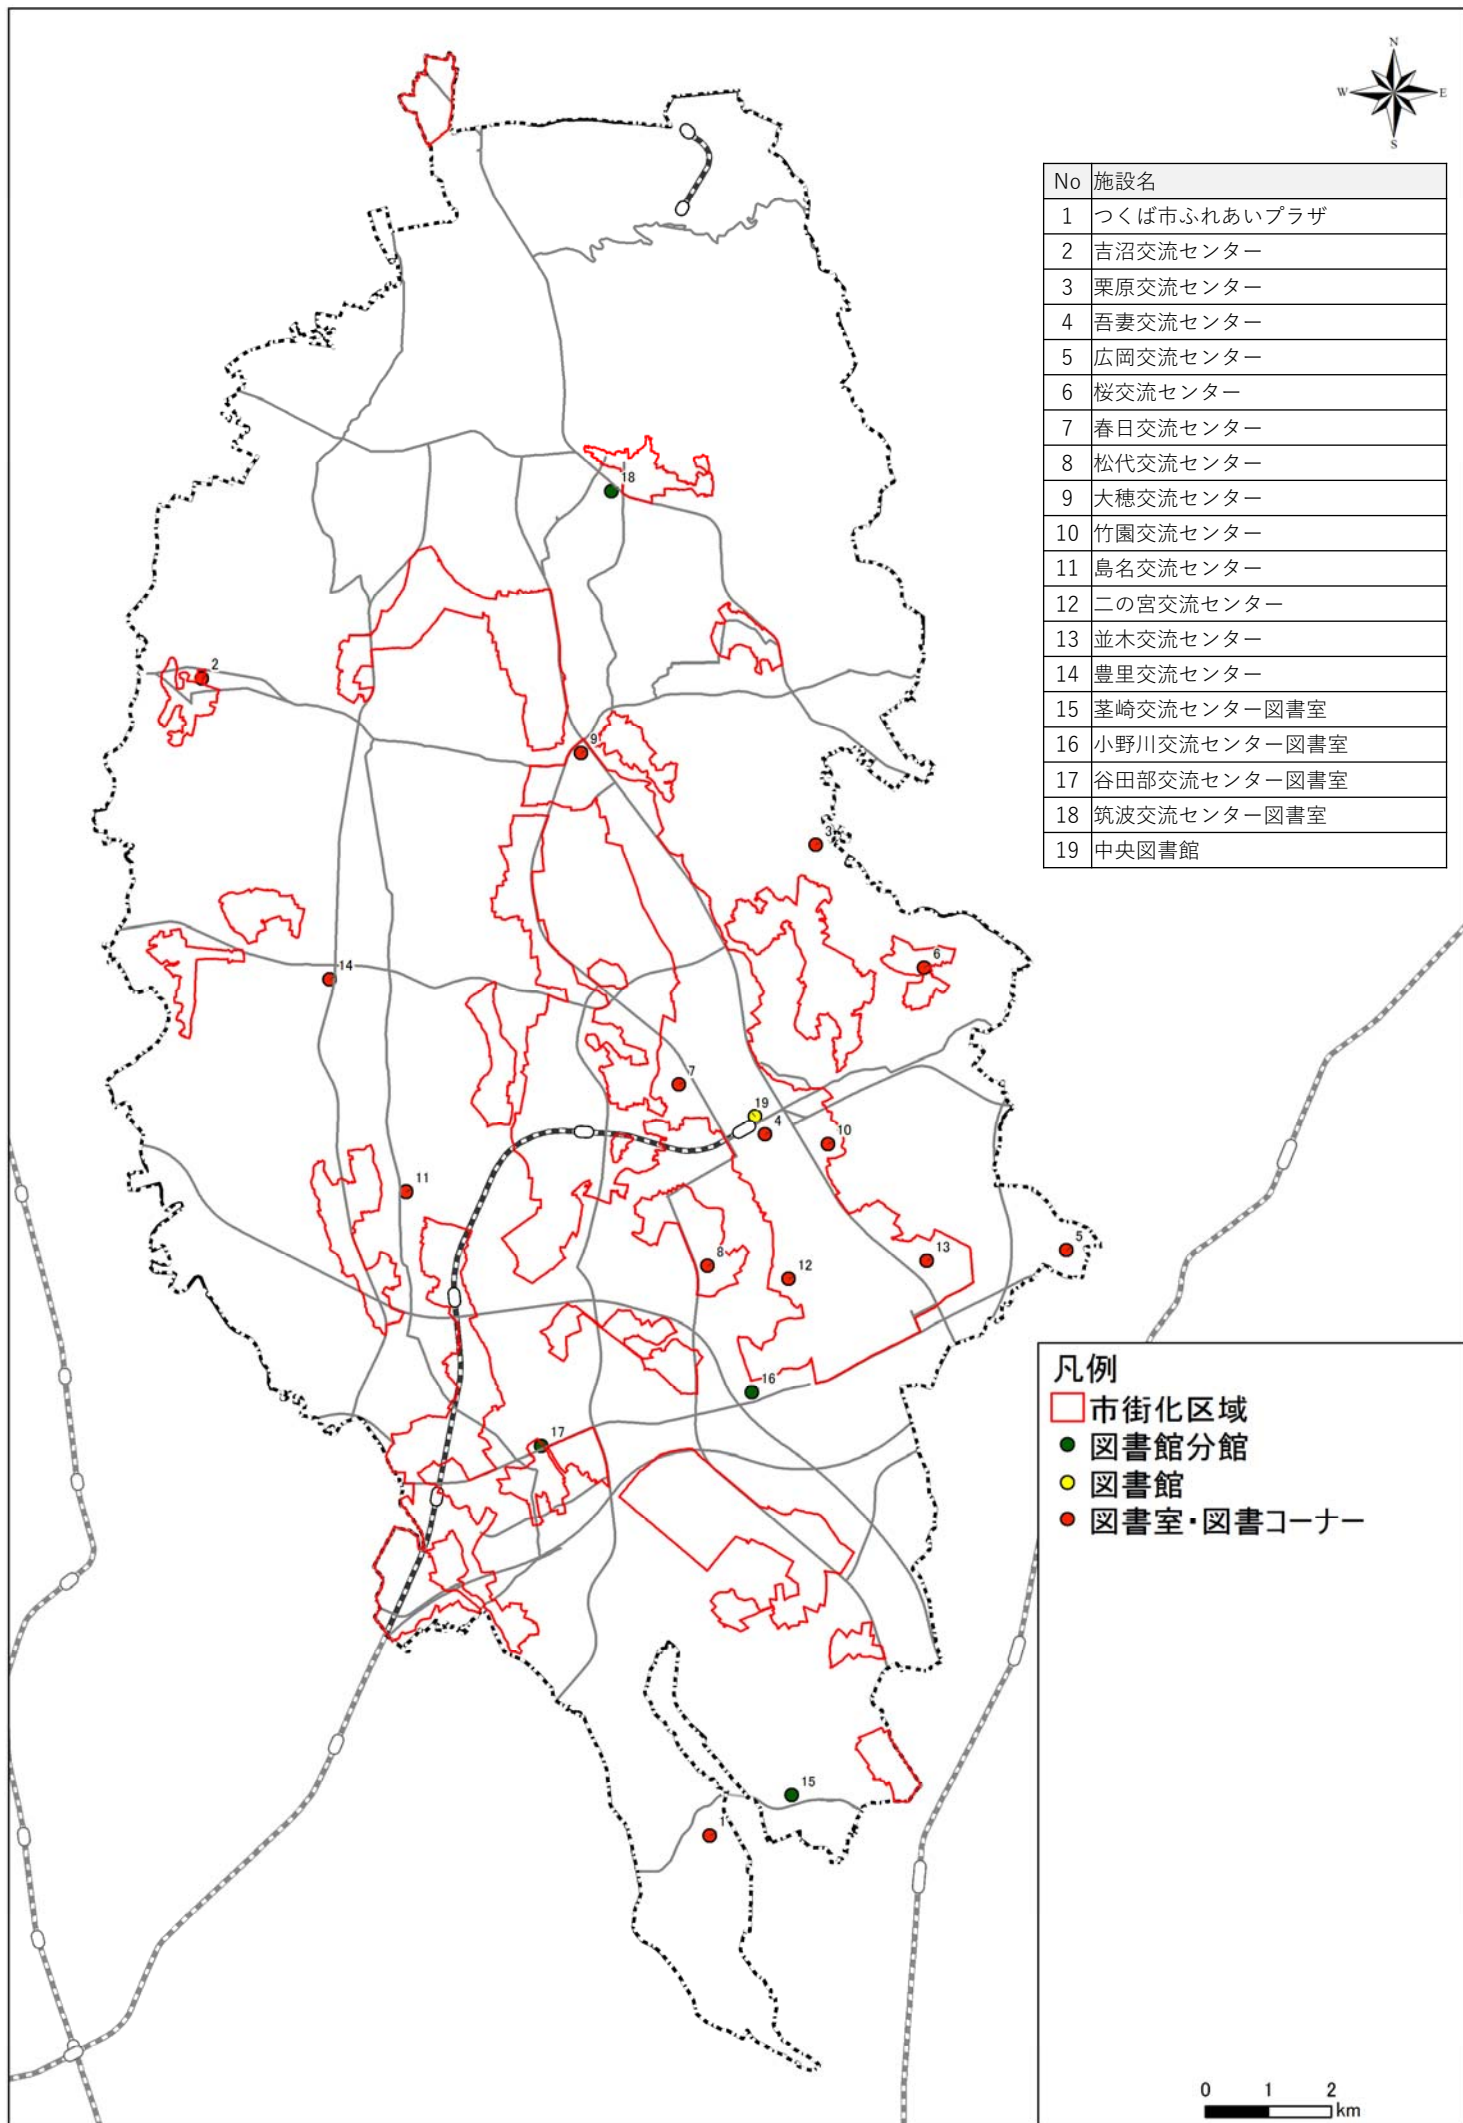 N
W E
S
No 施設名
1 つくば市ふれあいプラザ
2 吉沼交流センター
3 栗原交流センター
4 吾妻交流センター
5 広岡交流センター
6 桜交流センター
7 春日交流センター
8 松代交流センター
9 大穂交流センター
10 竹園交流センター
11 島名交流センター
12 二の宮交流センター
13 並木交流センター
14 豊里交流センター
15 茎崎交流センター図書室
16 小野川交流センター図書室
17 谷田部交流センター図書室
18 筑波交流センター図書室
19 中央図書館
18
2
9
3
6
14
7
19
4
10
11
5
13
8
12
16
17
15
1
凡例
市街化区域
図書館分館
図書館
図書室・図書コーナー
0 1 2
km